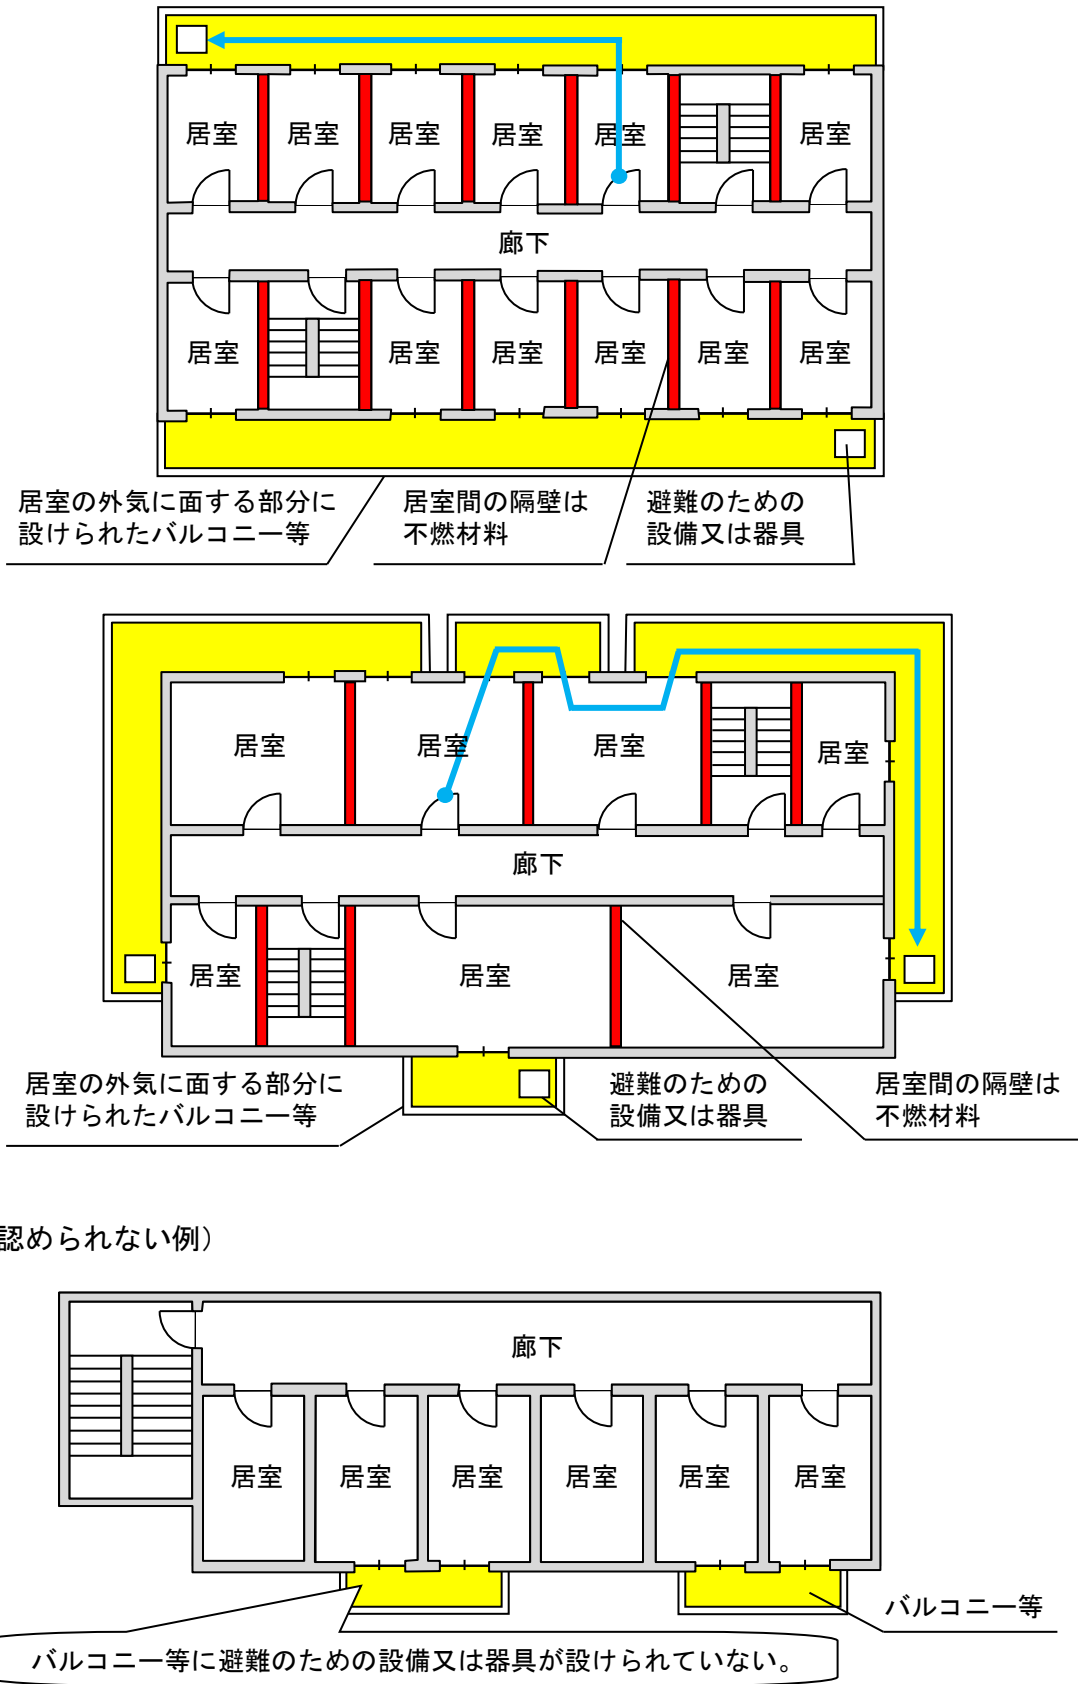 居室 居室 居室 居室 居室 居室
廊下
居室 居室 居室 居室 居室 居室
居室の外気に面する部分に
設けられたバルコニー等
居室間の隔壁は
不燃材料
避難のための
設備又は器具
居室 居室 居室 居室
廊下
居室 居室 居室
居室の外気に面する部分に
設けられたバルコニー等
避難のための
設備又は器具
居室間の隔壁は
不燃材料
認められない例）
廊下
居室 居室 居室 居室 居室 居室
バルコニー等
バルコニー等に避難のための設備又は器具が設けられていない。